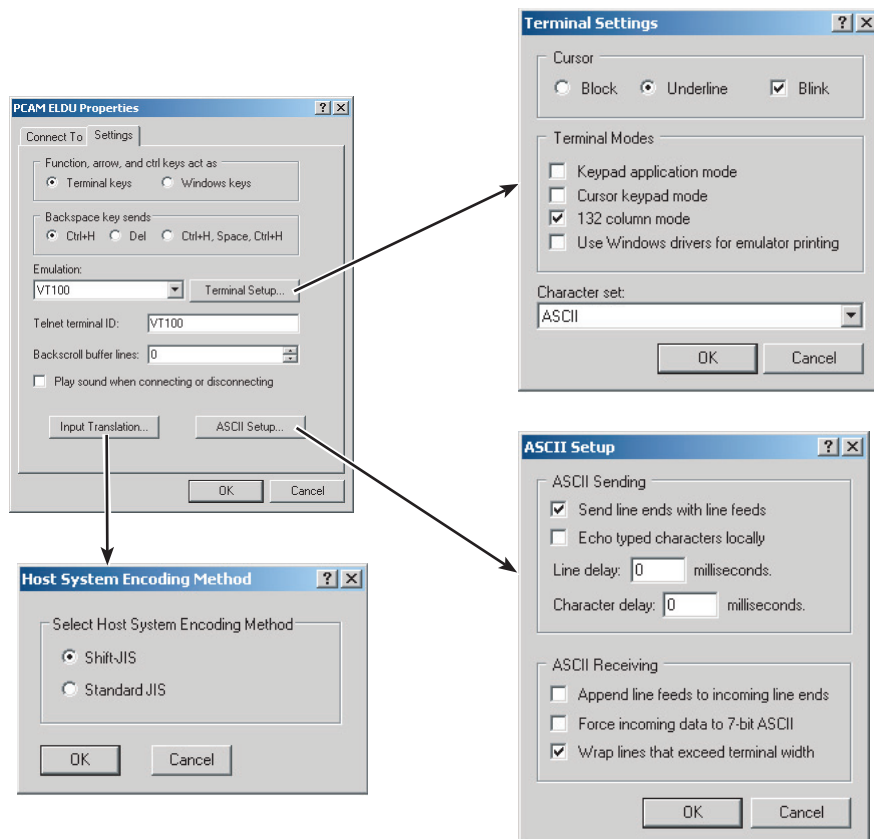 PCAM ELDU Properties
Connect To Settings
Function, arrow, and ctrl keys act as
Terminal keys Windows keys
Backspace key sends
Ctrl+H Del Ctrl+H, Space, Ctrl+H
Emulation:
VT100 Terminal Setup...
Telnet terminal ID: VT100
Backscroll buffer lines: 0
Play sound when connecting or disconnecting
Input Translation... ASCII Setup...
OK Cancel
Terminal Settings
Cursor
Block Underline Blink
Terminal Modes
Keypad application mode
Cursor keypad mode
132 column mode
Use Windows drivers for emulator printing
Character set:
ASCII
OK Cancel
Host System Encoding Method
Select Host System Encoding Method
Shift-JIS
Standard JIS
OK Cancel
ASCII Setup
ASCII Sending
Send line ends with line feeds
Echo typed characters locally
Line delay: 0 milliseconds.
Character delay: 0 milliseconds.
ASCII Receiving
Append line feeds to incoming line ends
Force incoming data to 7-bit ASCII
Wrap lines that exceed terminal width
OK Cancel